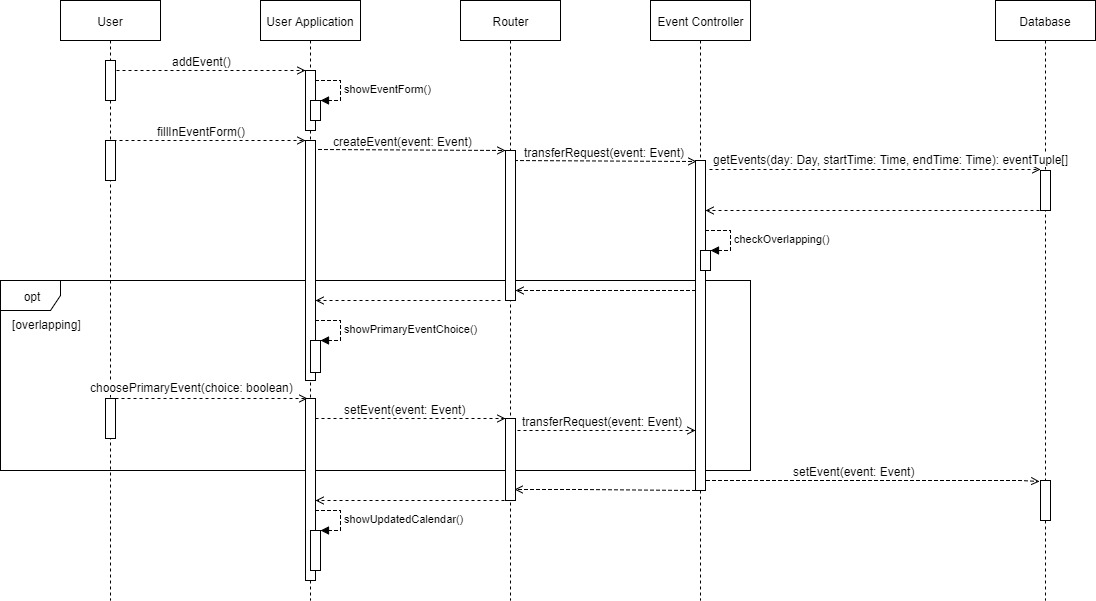 User
User Application
Router
Event Controller
Database
addEvent()
showEventForm()
fillInEventForm()
createEvent(event: Event)
transferRequest(event: Event)
getEvents(day: Day, startTime: Time, endTime: Time): eventTuple[]
checkOverlapping()
opt
[overlapping]
showPrimaryEventChoice()
choosePrimaryEvent(choice: boolean)
setEvent(event: Event)
transferRequest(event: Event)
setEvent(event: Event)
showUpdatedCalendar()